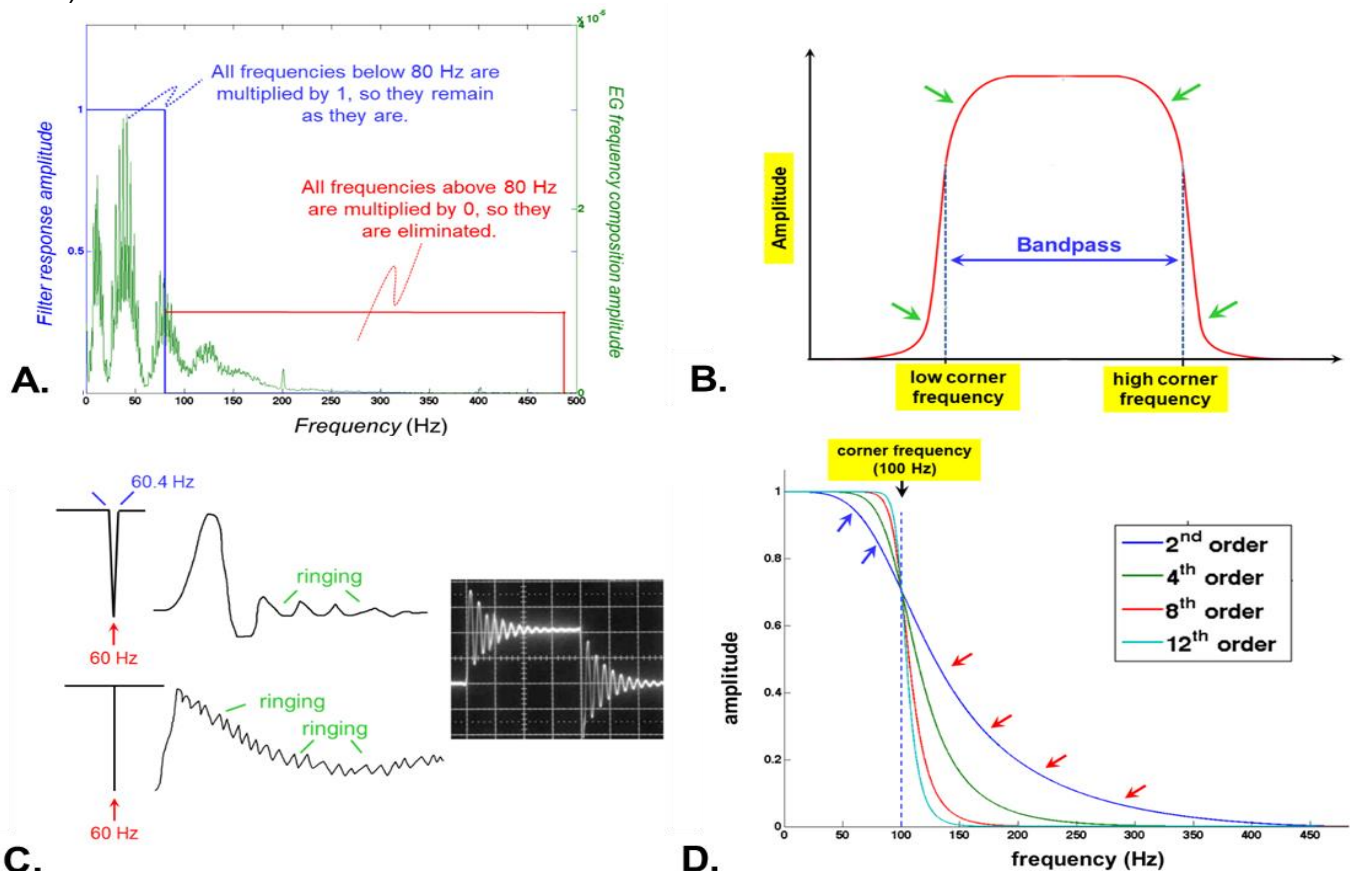 4 x 10⁻⁵
All frequencies below 80 Hz are
multiplied by 1, so they remain
as they are.
1
All frequencies above 80 Hz
are multiplied by 0, so they
are eliminated.
2
0.5
Filter response amplitude
EG frequency composition amplitude
0
0 50 100 150 200 250 300 350 400 450 500
Frequency (Hz)
A.
Amplitude
Bandpass
low corner
frequency
high corner
frequency
B.
60.4 Hz
ringing
60 Hz
ringing
ringing
60 Hz
C.
corner frequency
(100 Hz)
1
0.8
0.6
0.4
0.2
0
amplitude
2nd order
4th order
8th order
12th order
0 50 100 150 200 250 300 350 400 450
frequency (Hz)
D.